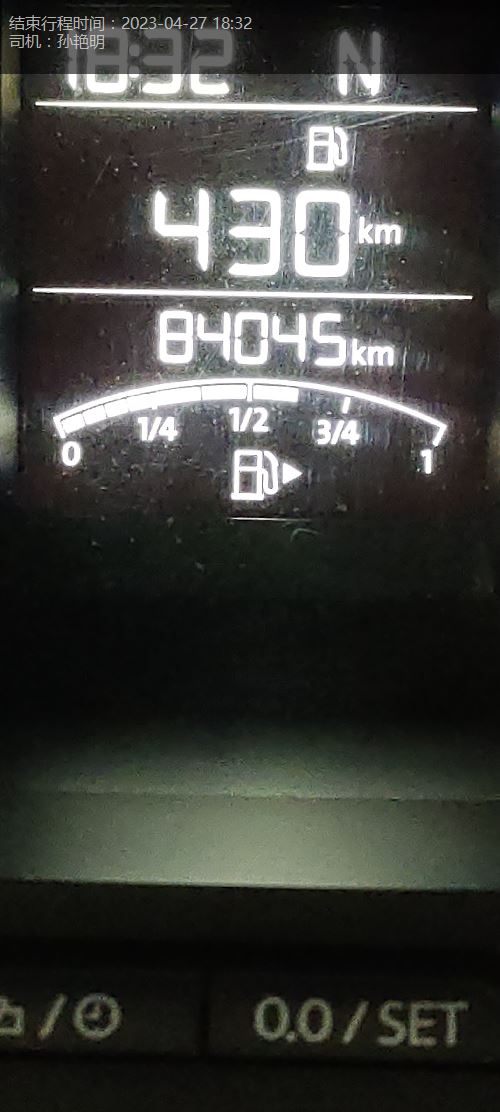 结束行程时间：2023-04-27 18:32
司机：孙艳明
18:32 N
430 km
84045 km
0 1/4 1/2 3/4 1
/
0.0 / SET